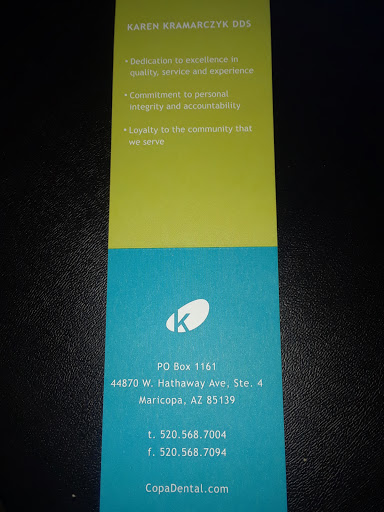 KAREN KRAMARCZYK DDS
• Dedication to excellence in
quality, service and experience
• Commitment to personal
integrity and accountability
• Loyalty to the community that
we serve
K
PO Box 1161
44870 W. Hathaway Ave, Ste. 4
Maricopa, AZ 85139
t. 520.568.7004
f. 520.568.7094
CopaDental.com